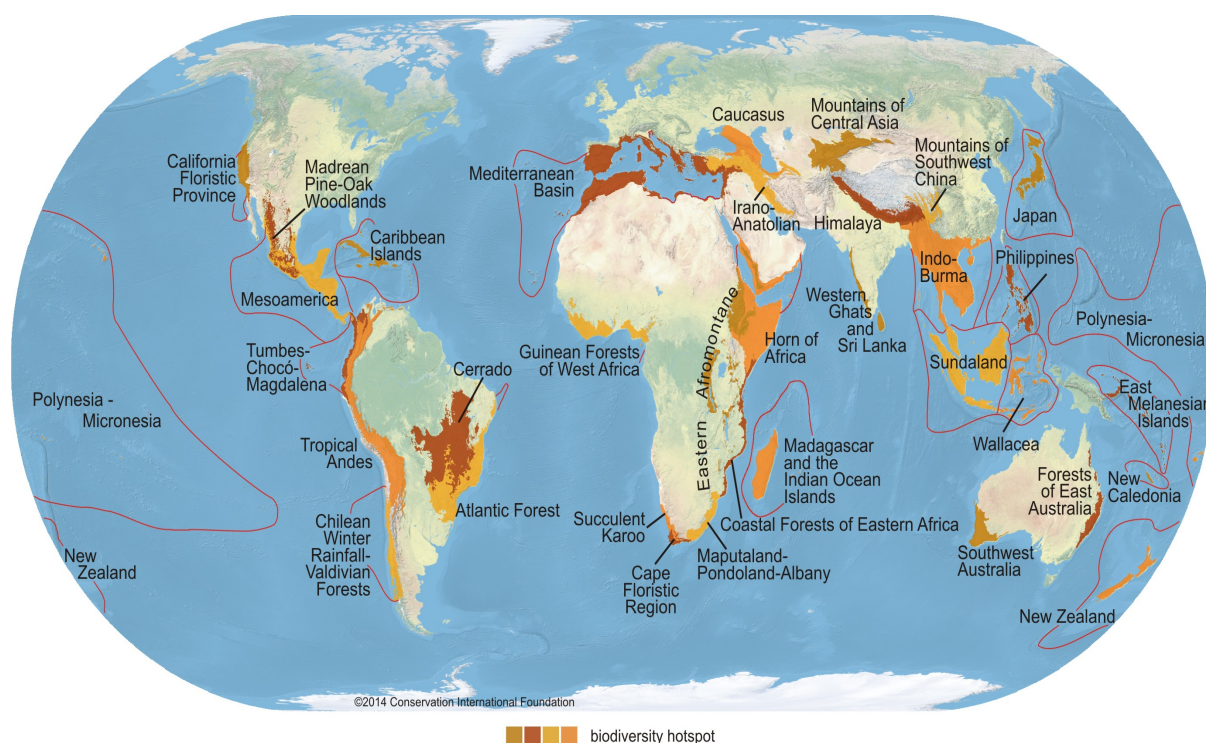 Caucasus
Mountains of
Central Asia
California
Floristic
Province
Madrean
Pine-Oak
Woodlands
Mediterranean
Basin
Mountains of
Southwest
China
Irano-
Anatolian
Himalaya
Japan
Caribbean
Islands
Mesoamerica
Indo-
Burma
Philippines
Western
Ghats
and
Sri Lanka
Polynesia-
Micronesia
Tumbes-
Chocó-
Magdalena
Cerrado
Guinean Forests
of West Africa
Eastern Afromontane
Horn of
Africa
Sundaland
Polynesia -
Micronesia
East
Melanesian
Islands
Wallacea
Tropical
Andes
Madagascar
and the
Indian Ocean
Islands
Forests
of East
Australia
New
Caledonia
Atlantic Forest
Chilean
Winter
Rainfall-
Valdivian
Forests
Succulent
Karoo
Coastal Forests of Eastern Africa
Maputaland-
Pondoland-Albany
Cape
Floristic
Region
Southwest
Australia
New
Zealand
New Zealand
©2014 Conservation International Foundation
biodiversity hotspot